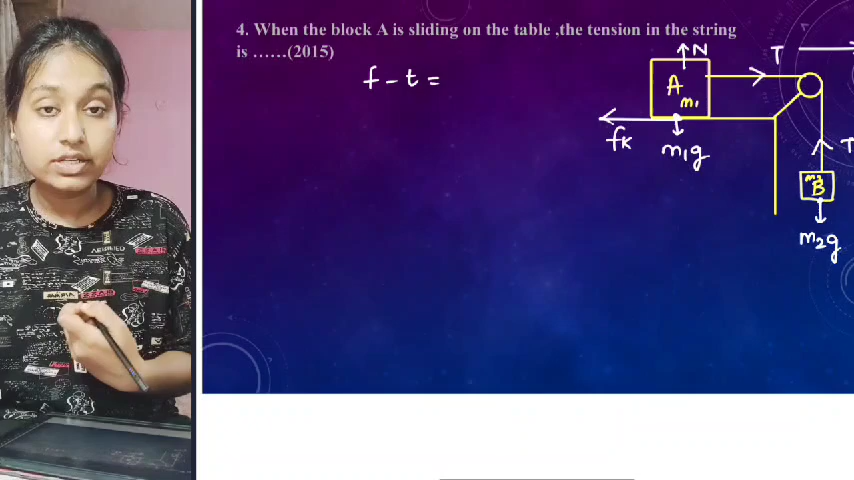 4. When the block A is sliding on the table ,the tension in the string
is ……(2015)
f - t =
N
T
A
m₁
fK
m₁g
T
m₂
B
m₂g